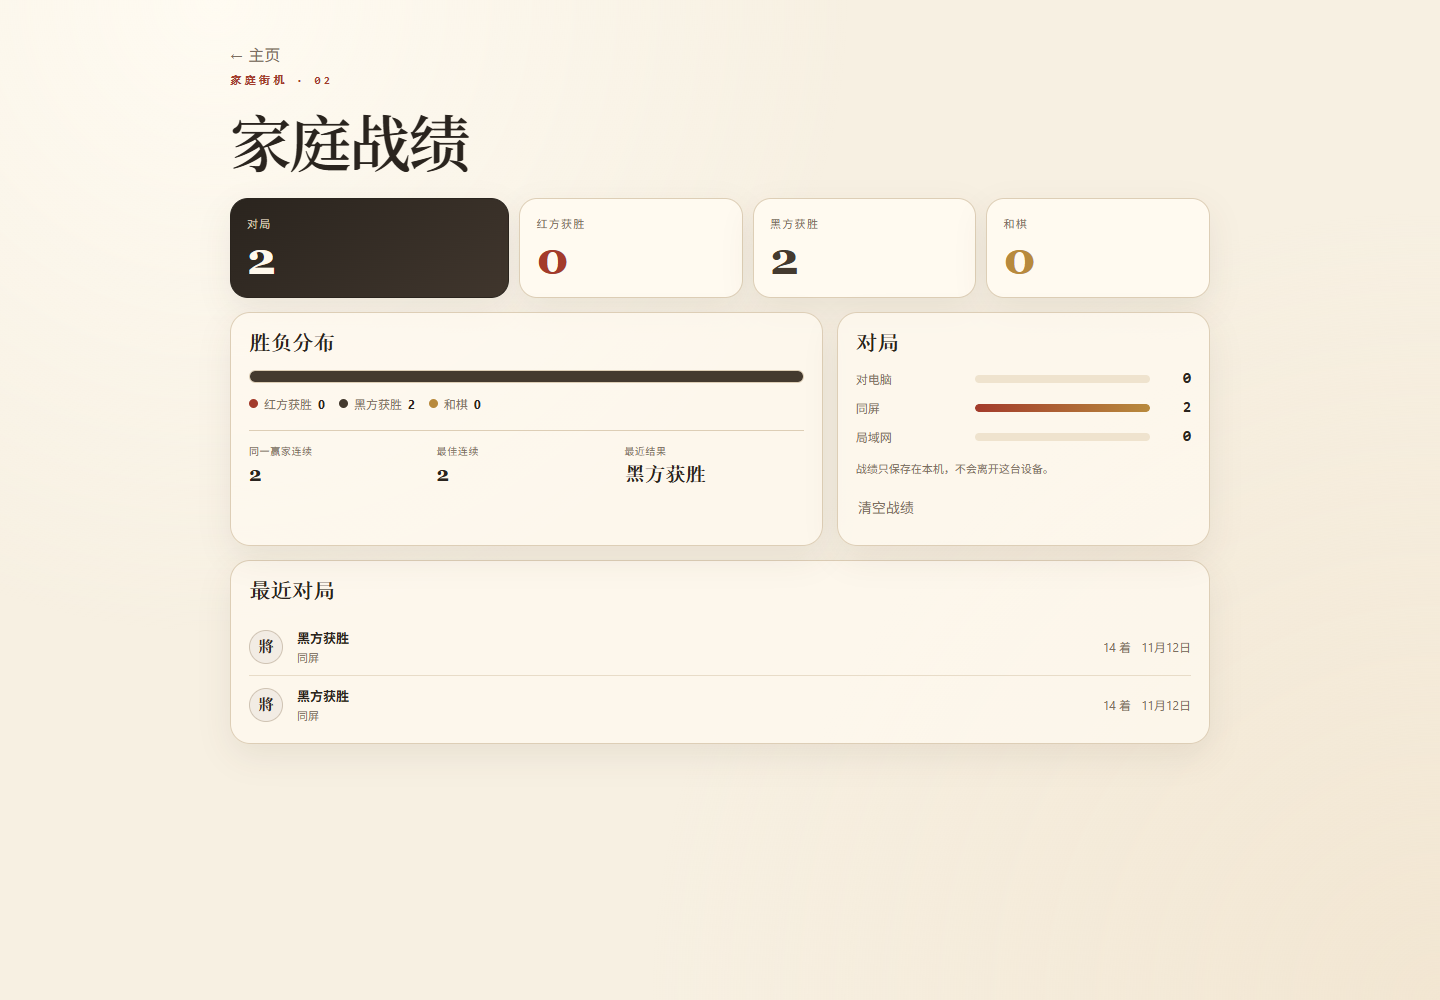 ← 主页
家庭街机 · 02
家庭战绩
对局
2
红方获胜
0
黑方获胜
2
和棋
0
胜负分布
红方获胜 0 黑方获胜 2 和棋 0
同一赢家连续
2
最佳连续
2
最近结果
黑方获胜
对局
对电脑 0
同屏 2
局域网 0
战绩只保存在本机，不会离开这台设备。
清空战绩
最近对局
將
黑方获胜
同屏
14 着 11月12日
將
黑方获胜
同屏
14 着 11月12日